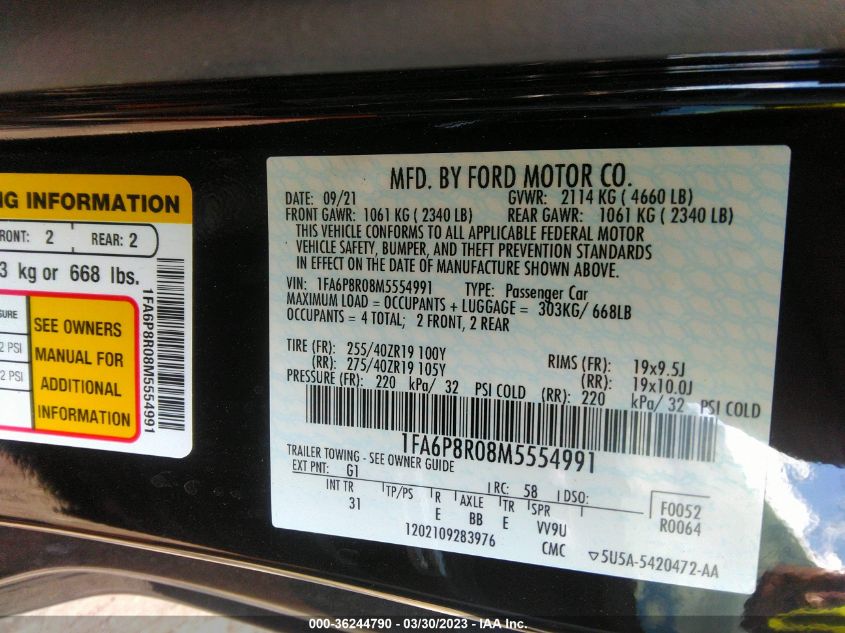 NG INFORMATION
FRONT: 2 REAR: 2
3 kg or 668 lbs.
SURE
2 PSI
2 PSI
SEE OWNERS
MANUAL FOR
ADDITIONAL
INFORMATION
1FA6P8R08M5554991
MFD. BY FORD MOTOR CO.
DATE: 09/21 GVWR: 2114 KG ( 4660 LB)
FRONT GAWR: 1061 KG ( 2340 LB) REAR GAWR: 1061 KG ( 2340 LB)
THIS VEHICLE CONFORMS TO ALL APPLICABLE FEDERAL MOTOR
VEHICLE SAFETY, BUMPER, AND THEFT PREVENTION STANDARDS
IN EFFECT ON THE DATE OF MANUFACTURE SHOWN ABOVE.
VIN: 1FA6P8R08M5554991 TYPE: Passenger Car
MAXIMUM LOAD = OCCUPANTS + LUGGAGE = 303KG/ 668LB
OCCUPANTS = 4 TOTAL; 2 FRONT, 2 REAR
TIRE (FR): 255/40ZR19 100Y RIMS (FR): 19x9.5J
(RR): 275/40ZR19 105Y (RR): 19x10.0J
PRESSURE (FR): 220 kPa/ 32 PSI COLD (RR): 220 kPa/ 32 PSI COLD
1FA6P8R08M5554991
TRAILER TOWING - SEE OWNER GUIDE
EXT PNT: G1 RC: 58 DSO: F0052
INT TR TP/PS R AXLE TR SPR R0064
31 E BB E VV9U
1202109283976 CMC ▽5U5A-5420472-AA
000-36244790 - 03/30/2023 - IAA Inc.